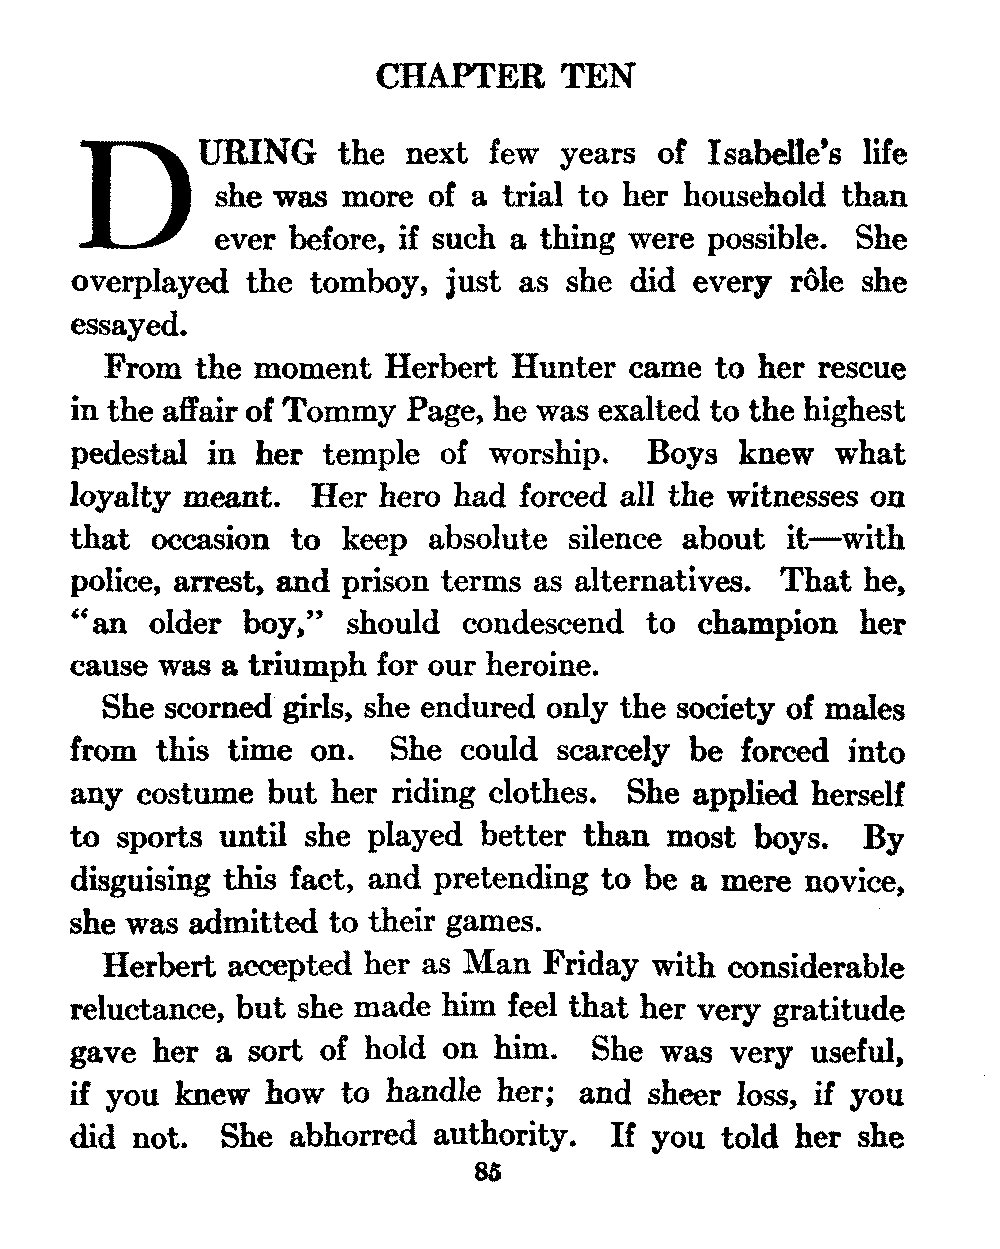 CHAPTER TEN
DURING the next few years of Isabelle's life
she was more of a trial to her household than
ever before, if such a thing were possible. She
overplayed the tomboy, just as she did every rôle she
essayed.
From the moment Herbert Hunter came to her rescue
in the affair of Tommy Page, he was exalted to the highest
pedestal in her temple of worship. Boys knew what
loyalty meant. Her hero had forced all the witnesses on
that occasion to keep absolute silence about it—with
police, arrest, and prison terms as alternatives. That he,
"an older boy," should condescend to champion her
cause was a triumph for our heroine.
She scorned girls, she endured only the society of males
from this time on. She could scarcely be forced into
any costume but her riding clothes. She applied herself
to sports until she played better than most boys. By
disguising this fact, and pretending to be a mere novice,
she was admitted to their games.
Herbert accepted her as Man Friday with considerable
reluctance, but she made him feel that her very gratitude
gave her a sort of hold on him. She was very useful,
if you knew how to handle her; and sheer loss, if you
did not. She abhorred authority. If you told her she
85